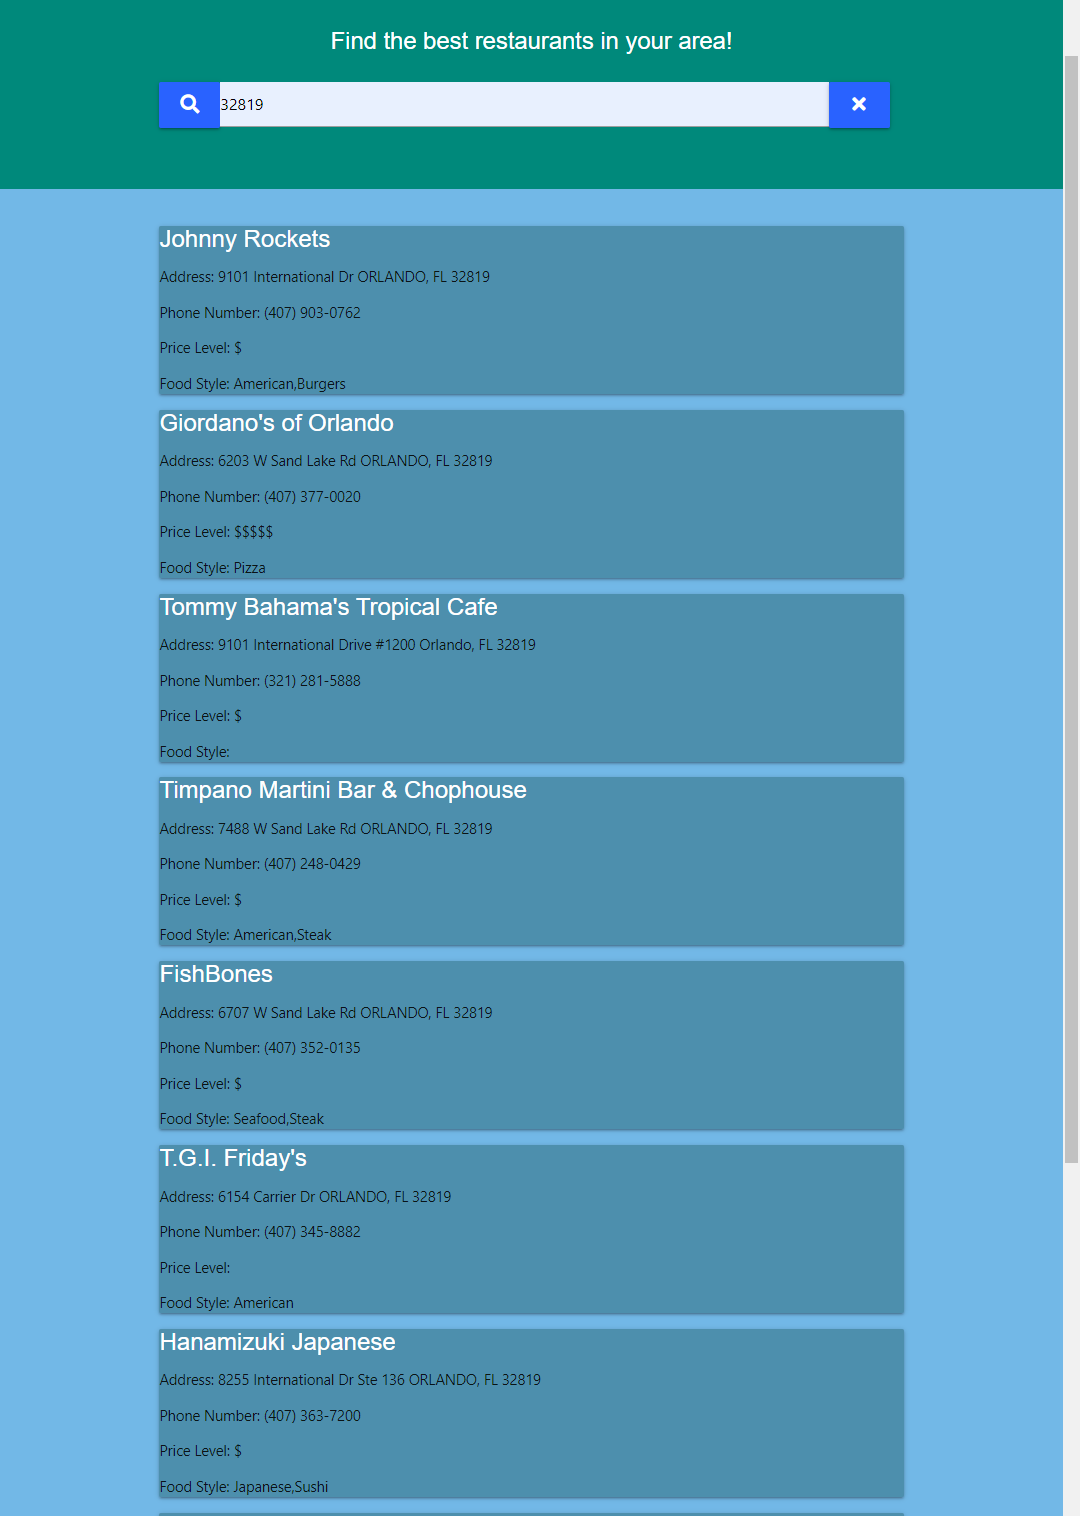 Find the best restaurants in your area!
32819
Johnny Rockets
Address: 9101 International Dr ORLANDO, FL 32819
Phone Number: (407) 903-0762
Price Level: $
Food Style: American,Burgers
Giordano's of Orlando
Address: 6203 W Sand Lake Rd ORLANDO, FL 32819
Phone Number: (407) 377-0020
Price Level: $$$$$
Food Style: Pizza
Tommy Bahama's Tropical Cafe
Address: 9101 International Drive #1200 Orlando, FL 32819
Phone Number: (321) 281-5888
Price Level: $
Food Style:
Timpano Martini Bar & Chophouse
Address: 7488 W Sand Lake Rd ORLANDO, FL 32819
Phone Number: (407) 248-0429
Price Level: $
Food Style: American,Steak
FishBones
Address: 6707 W Sand Lake Rd ORLANDO, FL 32819
Phone Number: (407) 352-0135
Price Level: $
Food Style: Seafood,Steak
T.G.I. Friday's
Address: 6154 Carrier Dr ORLANDO, FL 32819
Phone Number: (407) 345-8882
Price Level:
Food Style: American
Hanamizuki Japanese
Address: 8255 International Dr Ste 136 ORLANDO, FL 32819
Phone Number: (407) 363-7200
Price Level: $
Food Style: Japanese,Sushi